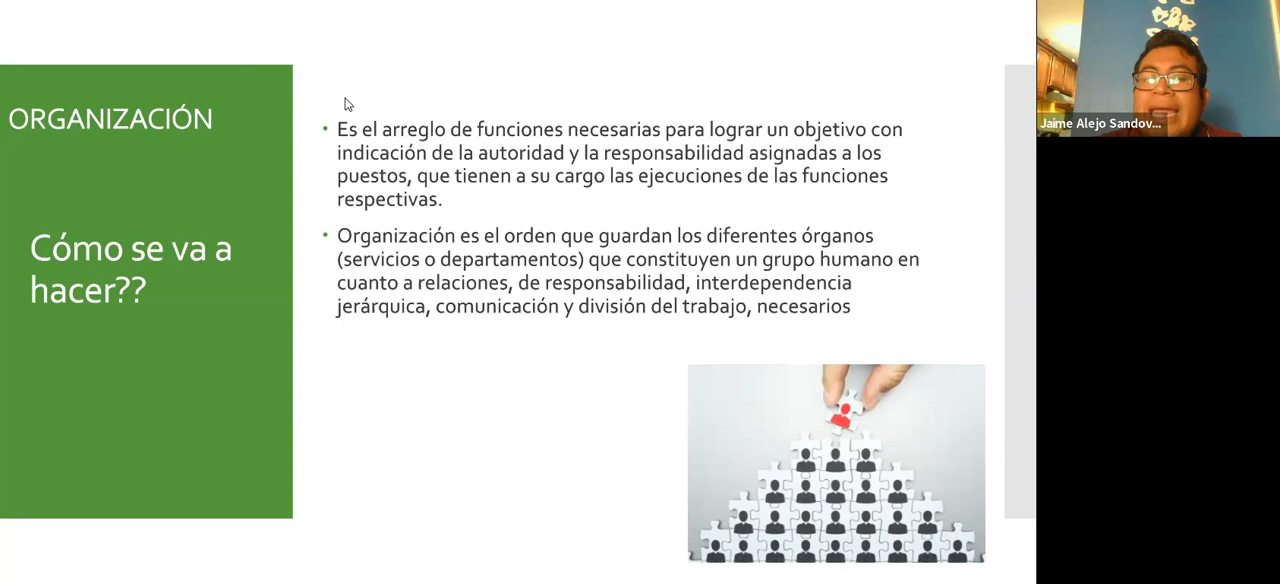 ORGANIZACIÓN
Cómo se va a
hacer??
• Es el arreglo de funciones necesarias para lograr un objetivo con
indicación de la autoridad y la responsabilidad asignadas a los
puestos, que tienen a su cargo las ejecuciones de las funciones
respectivas.
• Organización es el orden que guardan los diferentes órganos
(servicios o departamentos) que constituyen un grupo humano en
cuanto a relaciones, de responsabilidad, interdependencia
jerárquica, comunicación y división del trabajo, necesarios
Jaime Alejo Sandov...